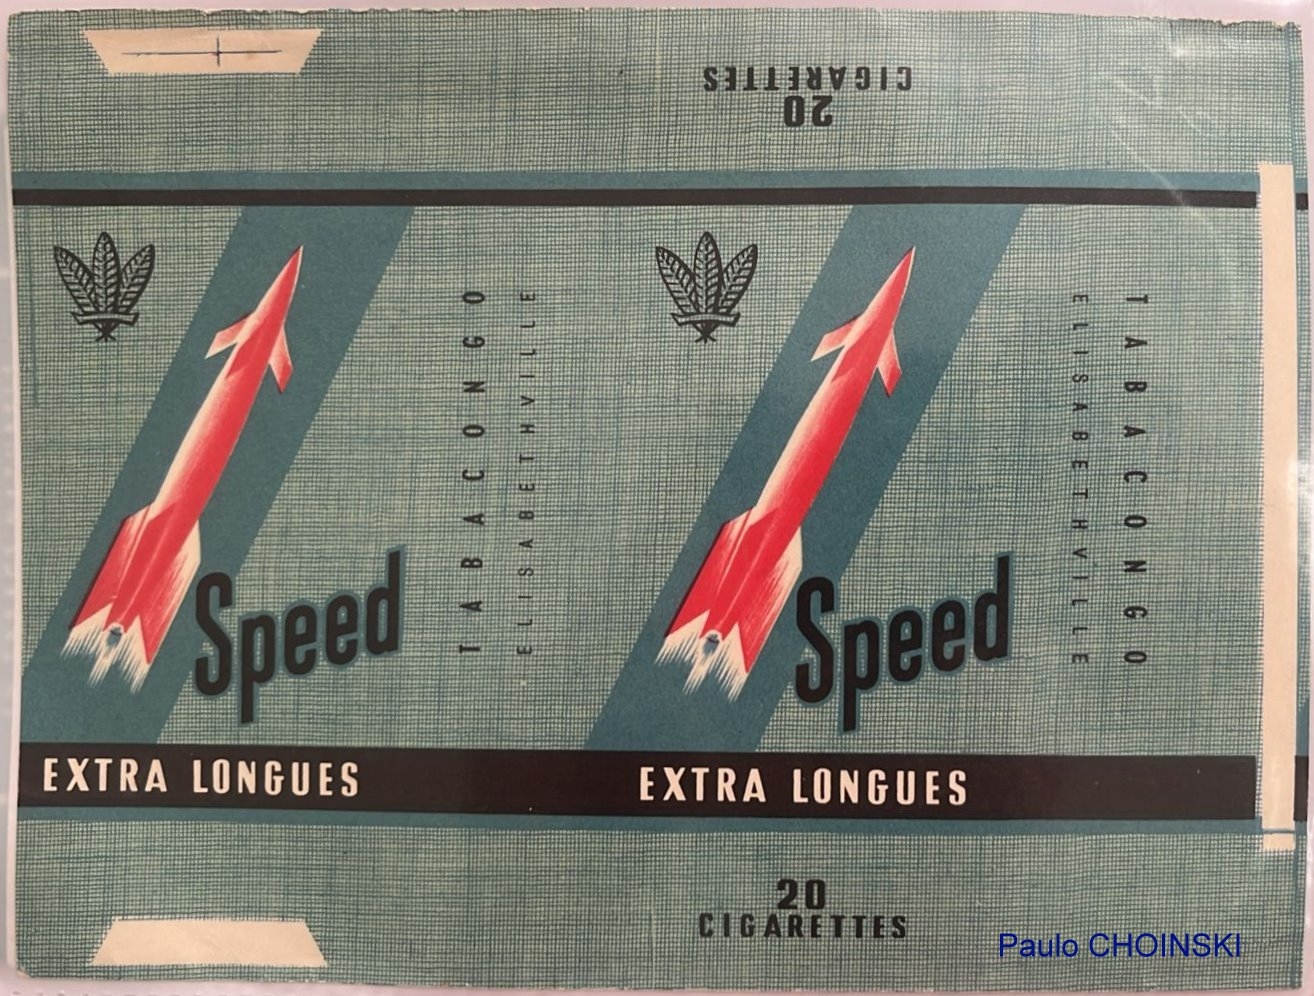 20
CIGARETTES
Speed
TABACONGO
ELISABETHVILLE
EXTRA LONGUES
Speed
TABACONGO
ELISABETHVILLE
EXTRA LONGUES
20
CIGARETTES
Paulo CHOINSKI